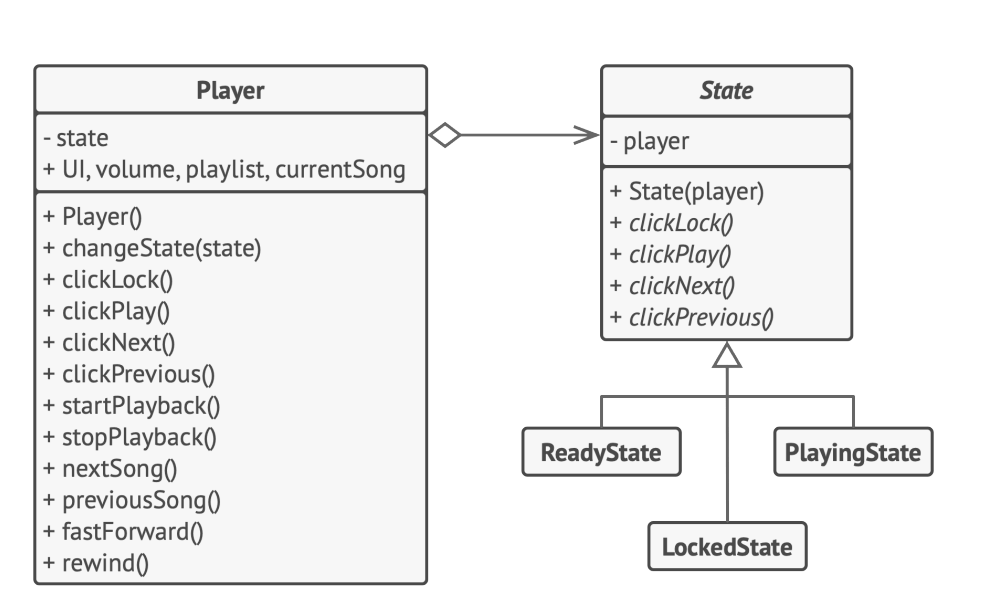 Player
- state
+ UI, volume, playlist, currentSong
+ Player()
+ changeState(state)
+ clickLock()
+ clickPlay()
+ clickNext()
+ clickPrevious()
+ startPlayback()
+ stopPlayback()
+ nextSong()
+ previousSong()
+ fastForward()
+ rewind()
State
- player
+ State(player)
+ clickLock()
+ clickPlay()
+ clickNext()
+ clickPrevious()
ReadyState
PlayingState
LockedState